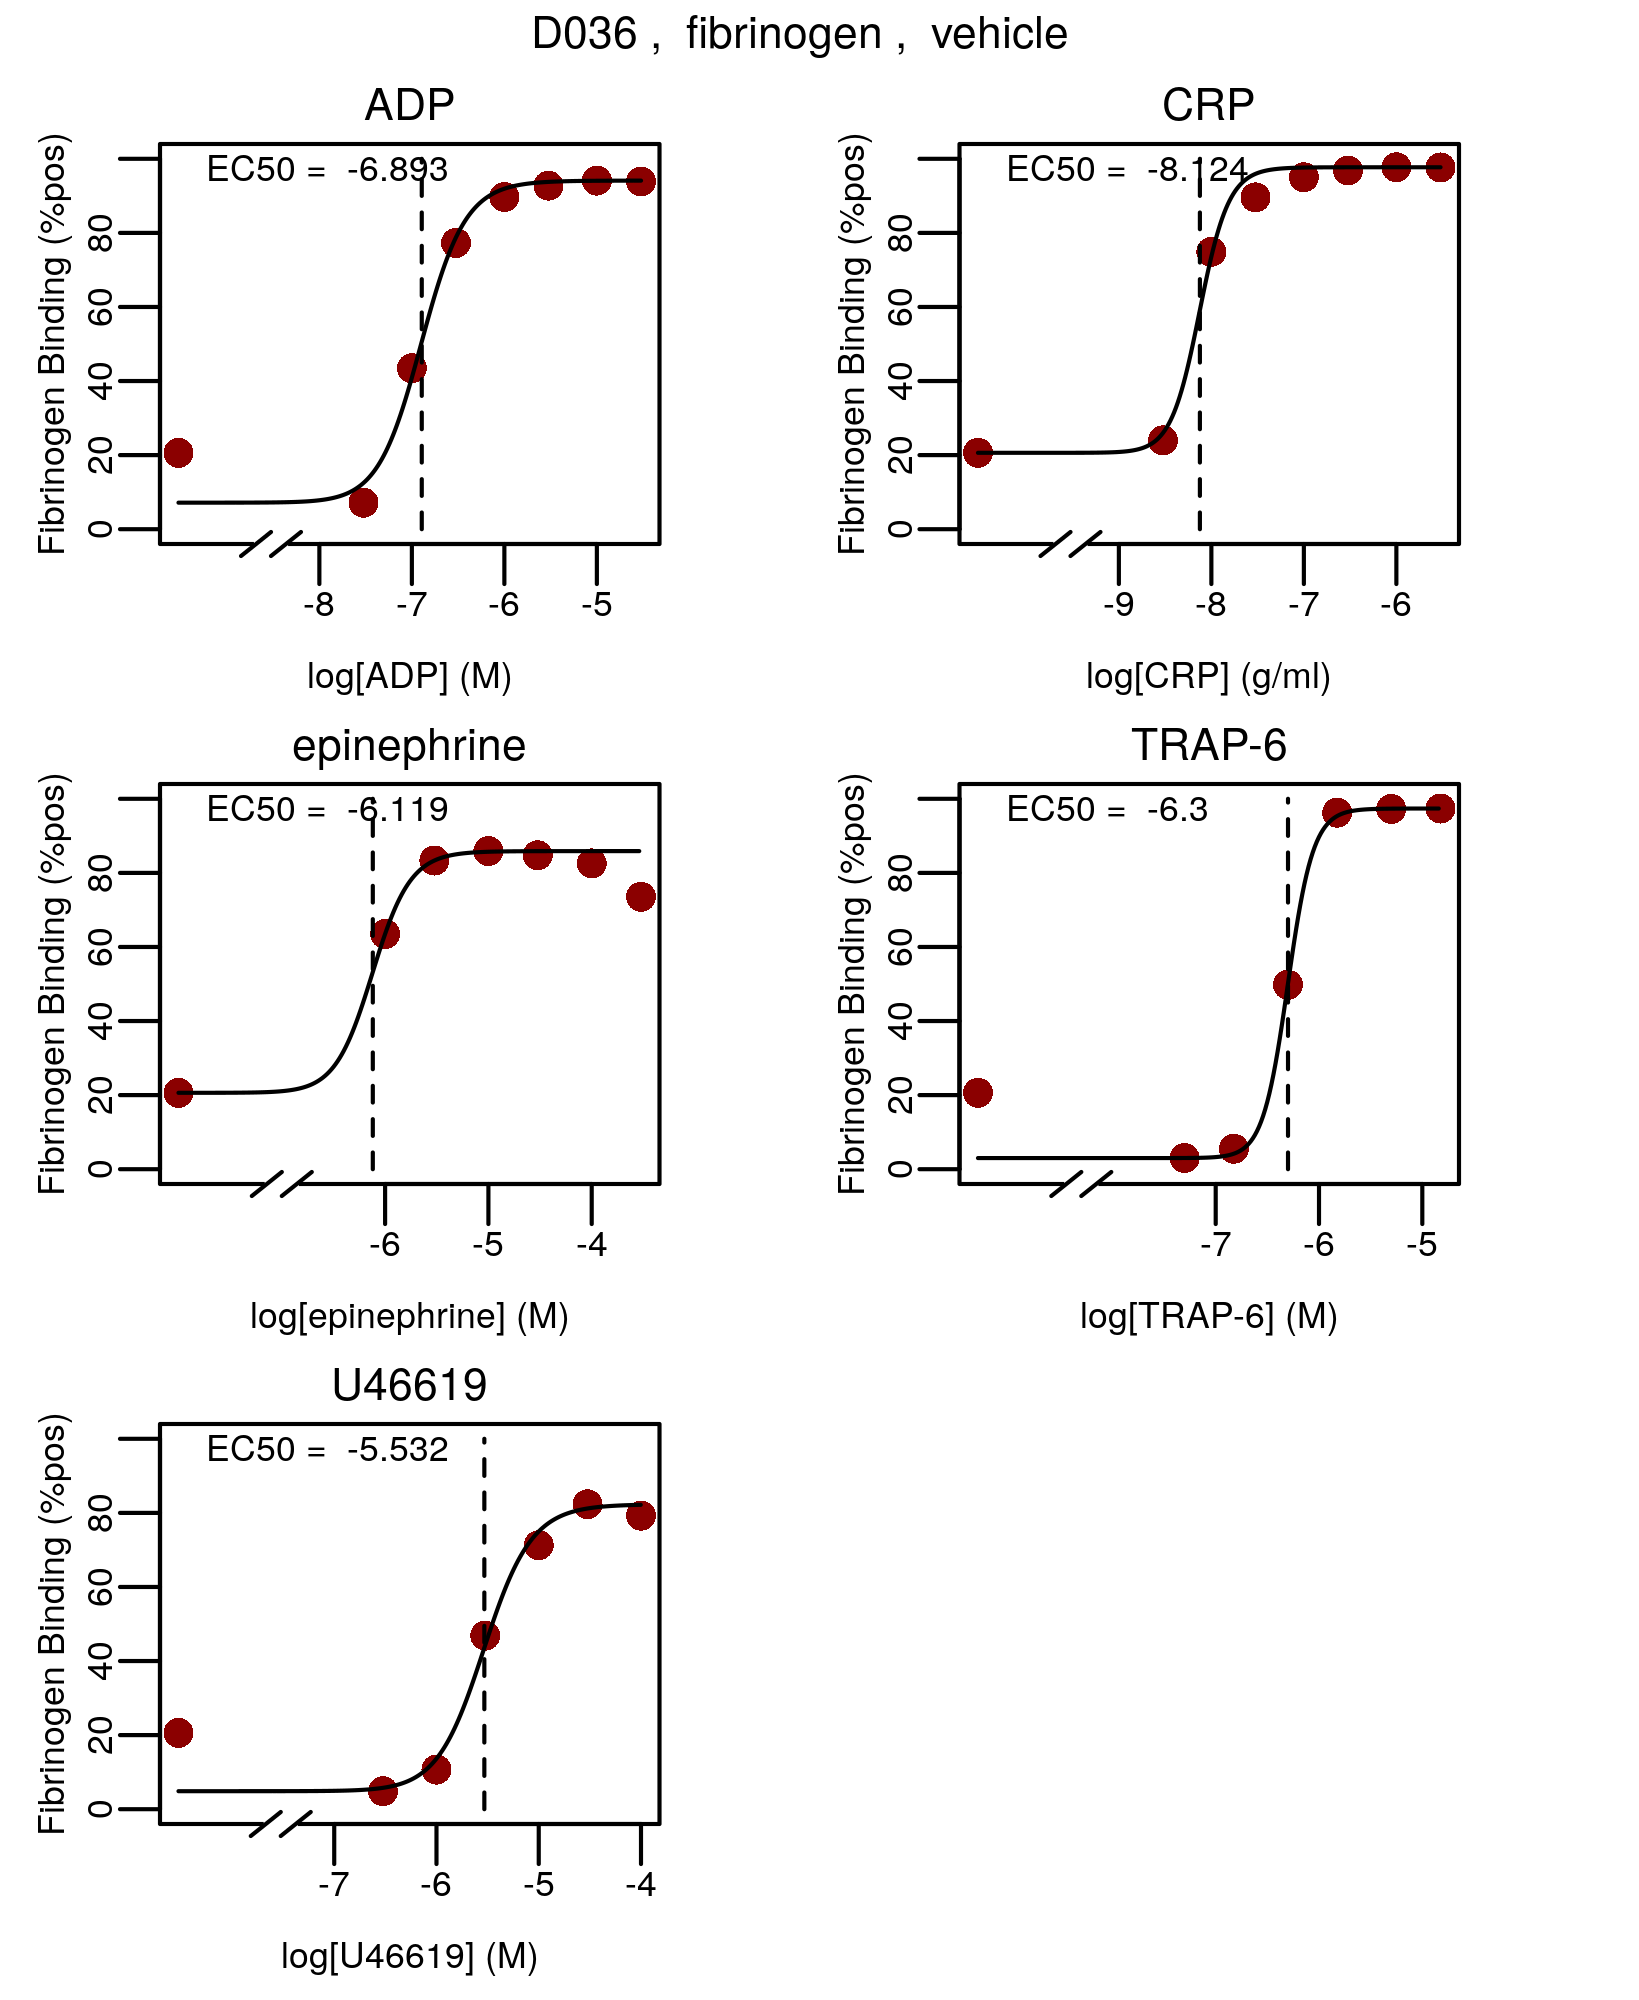 D036 ,  fibrinogen ,  vehicle
ADP
EC50 =  -6.893
Fibrinogen Binding (%pos)
0 20 40 60 80
-8 -7 -6 -5
log[ADP] (M)
CRP
EC50 =  -8.124
Fibrinogen Binding (%pos)
0 20 40 60 80
-9 -8 -7 -6
log[CRP] (g/ml)
epinephrine
EC50 =  -6.119
Fibrinogen Binding (%pos)
0 20 40 60 80
-6 -5 -4
log[epinephrine] (M)
TRAP-6
EC50 =  -6.3
Fibrinogen Binding (%pos)
0 20 40 60 80
-7 -6 -5
log[TRAP-6] (M)
U46619
EC50 =  -5.532
Fibrinogen Binding (%pos)
0 20 40 60 80
-7 -6 -5 -4
log[U46619] (M)